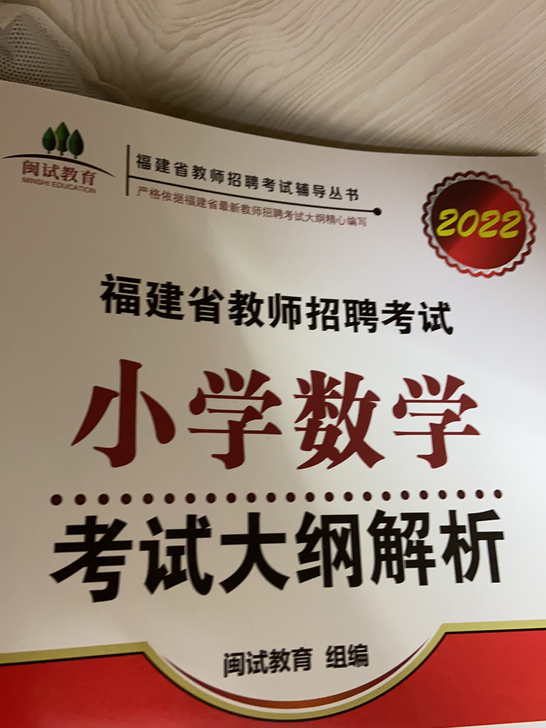 闽试教育
MINSHI EDUCATION
福建省教师招聘考试辅导丛书
严格依据福建省最新教师招聘考试大纲精心编写
2022
福建省教师招聘考试
小学数学
考试大纲解析
闽试教育 组编